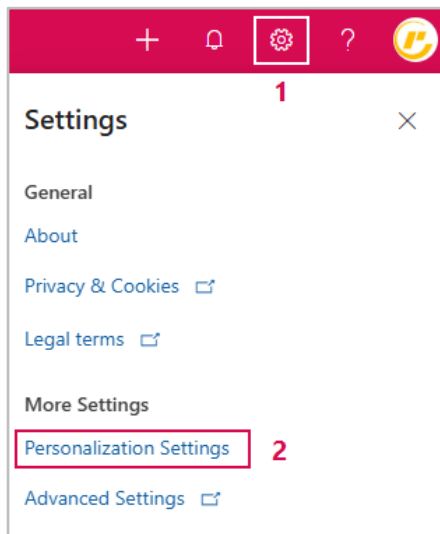 ?
1
Settings
General
About
Privacy & Cookies
Legal terms
More Settings
Personalization Settings
2
Advanced Settings